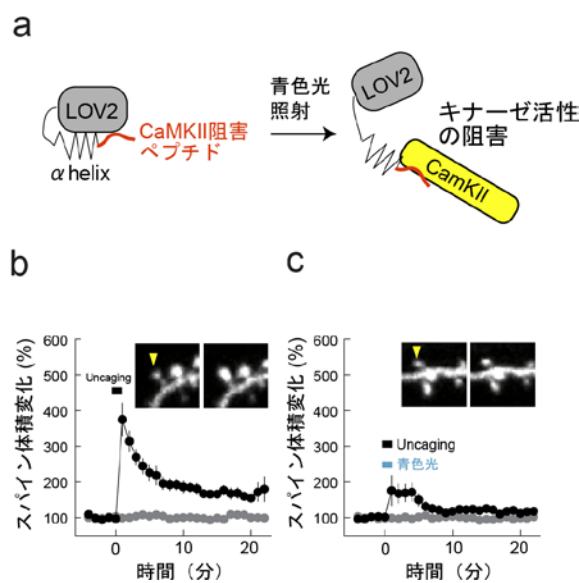 a
LOV2
CaMKII阻害
ペプチド
α helix
青色光
照射
LOV2
キナーゼ活性
の阻害
CamKII
b
スパイン体積変化 (%)
600
500
400
300
200
100
Uncaging
0
10
20
時間（分）
c
スパイン体積変化 (%)
600
500
400
300
200
100
Uncaging
青色光
0
10
20
時間（分）